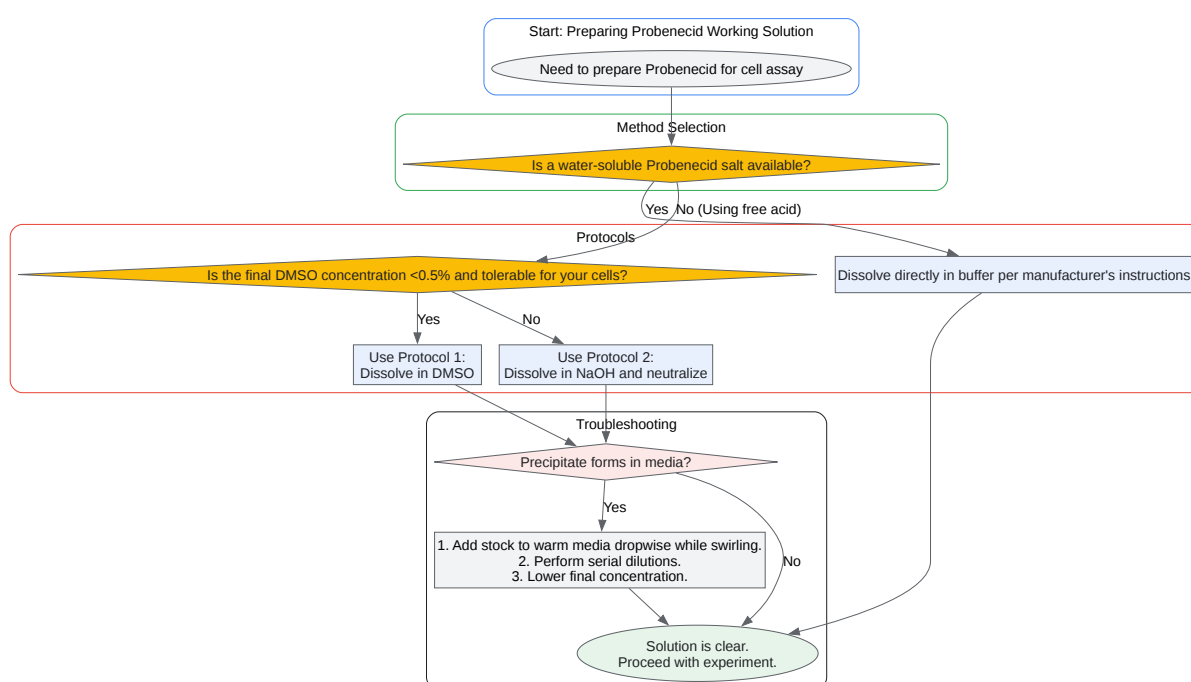 Start: Preparing Probenecid Working Solution
Need to prepare Probenecid for cell assay
Method Selection
Is a water-soluble Probenecid salt available?
Yes
No (Using free acid)
Protocols
Is the final DMSO concentration <0.5% and tolerable for your cells?
Dissolve directly in buffer per manufacturer's instructions
Yes
No
Use Protocol 1:
Dissolve in DMSO
Use Protocol 2:
Dissolve in NaOH and neutralize
Troubleshooting
Precipitate forms in media?
Yes
1. Add stock to warm media dropwise while swirling.
2. Perform serial dilutions.
3. Lower final concentration.
No
Solution is clear.
Proceed with experiment.